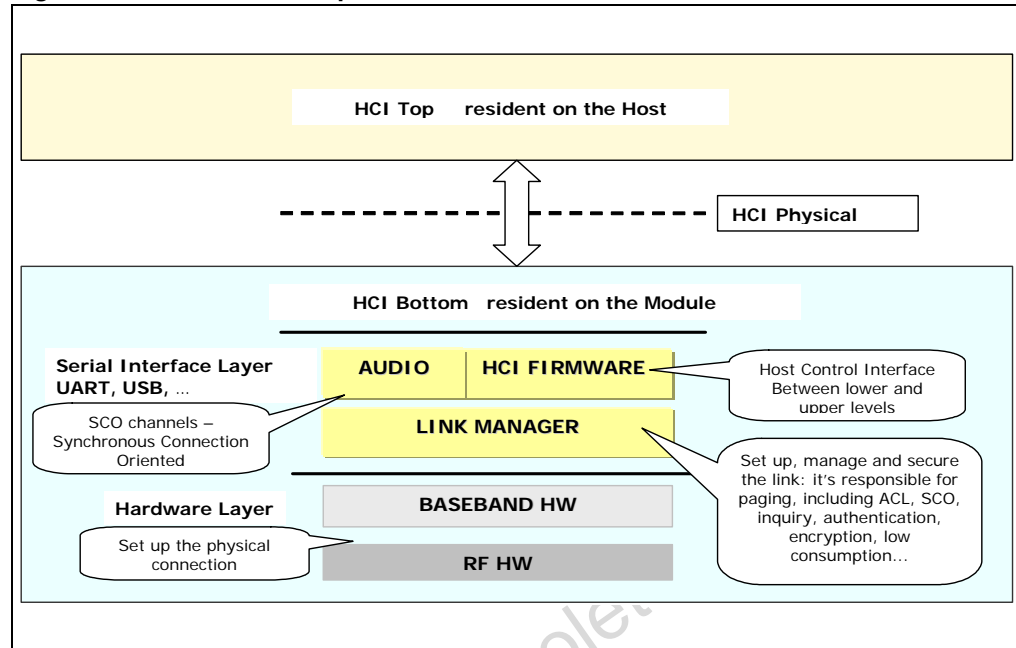 HCI Top resident on the Host
HCI Physical
HCI Bottom resident on the Module
Serial Interface Layer
UART, USB, ...
AUDIO
HCI FIRMWARE
Host Control Interface
Between lower and
upper levels
SCO channels –
Synchronous Connection
Oriented
LINK MANAGER
Set up, manage and secure
the link: it's responsible for
paging, including ACL, SCO,
inquiry, authentication,
encryption, low
consumption...
Hardware Layer
BASEBAND HW
Set up the physical
connection
RF HW